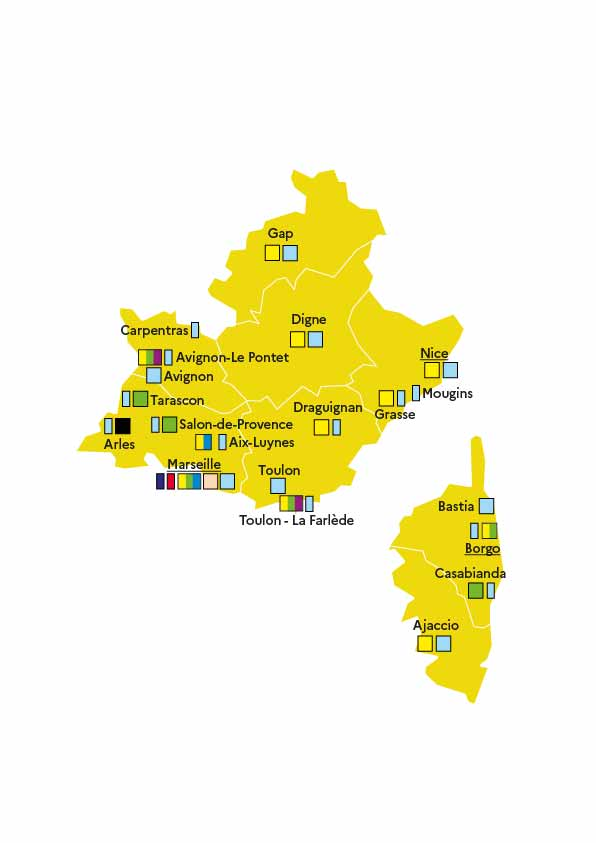 Gap
Digne
Carpentras
Nice
Avignon-Le Pontet
Avignon
Mougins
Tarascon
Draguignan
Grasse
Salon-de-Provence
Arles
Aix-Luynes
Marseille
Toulon
Bastia
Toulon - La Farlède
Borgo
Casabianda
Ajaccio